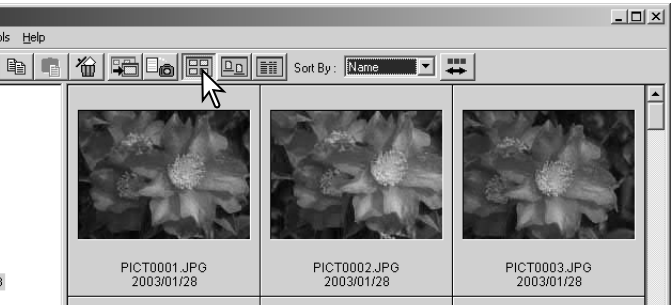 ols Help
Sort By : Name
PICT0001.JPG PICT0002.JPG PICT0003.JPG
2003/01/28 2003/01/28 2003/01/28